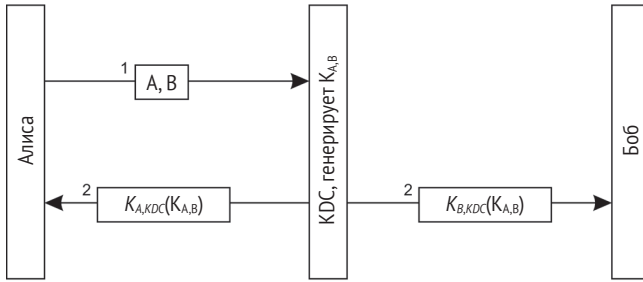 Алиса
1
A, B
2
K_A,KDC(K_A,B)
KDC, генерирует K_A,B
2
K_B,KDC(K_A,B)
Боб